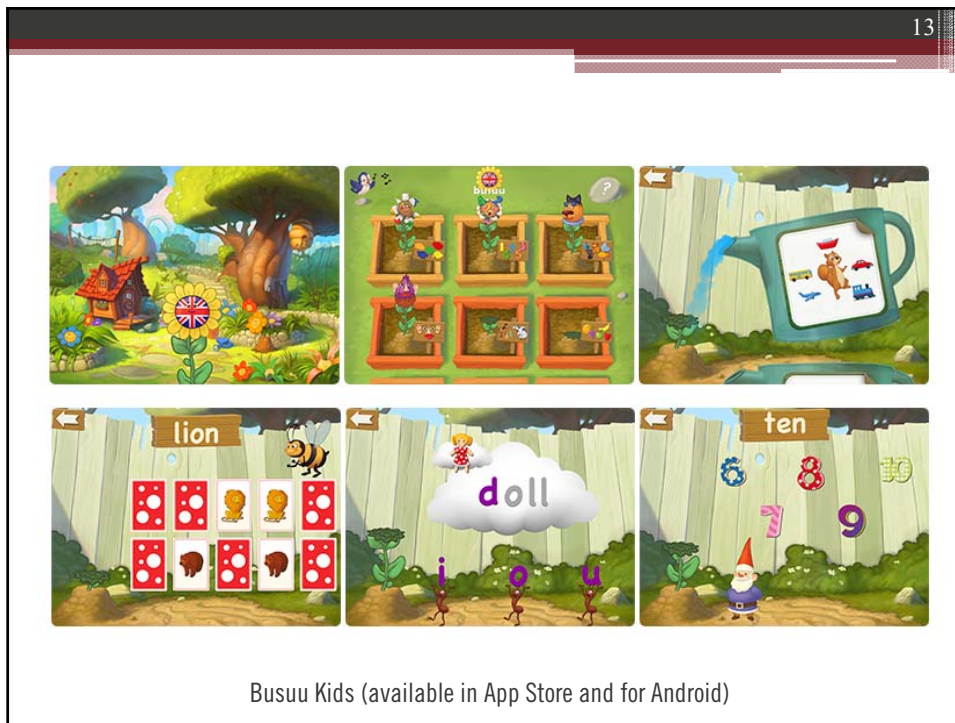 13
busuu
?
lion
doll
i o u
ten
6 8 10
7 9
Busuu Kids (available in App Store and for Android)